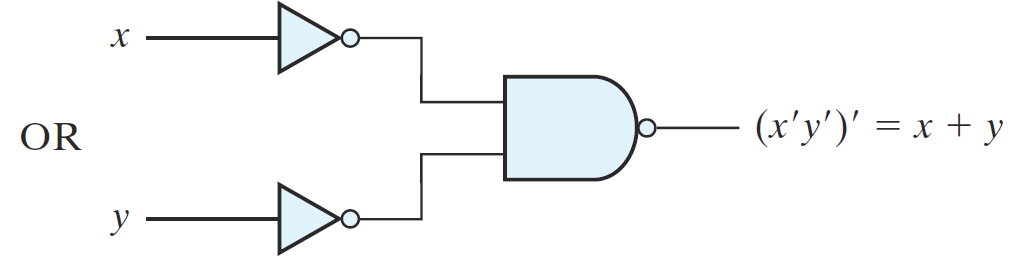 x
OR
(x′y′)′ = x + y
y